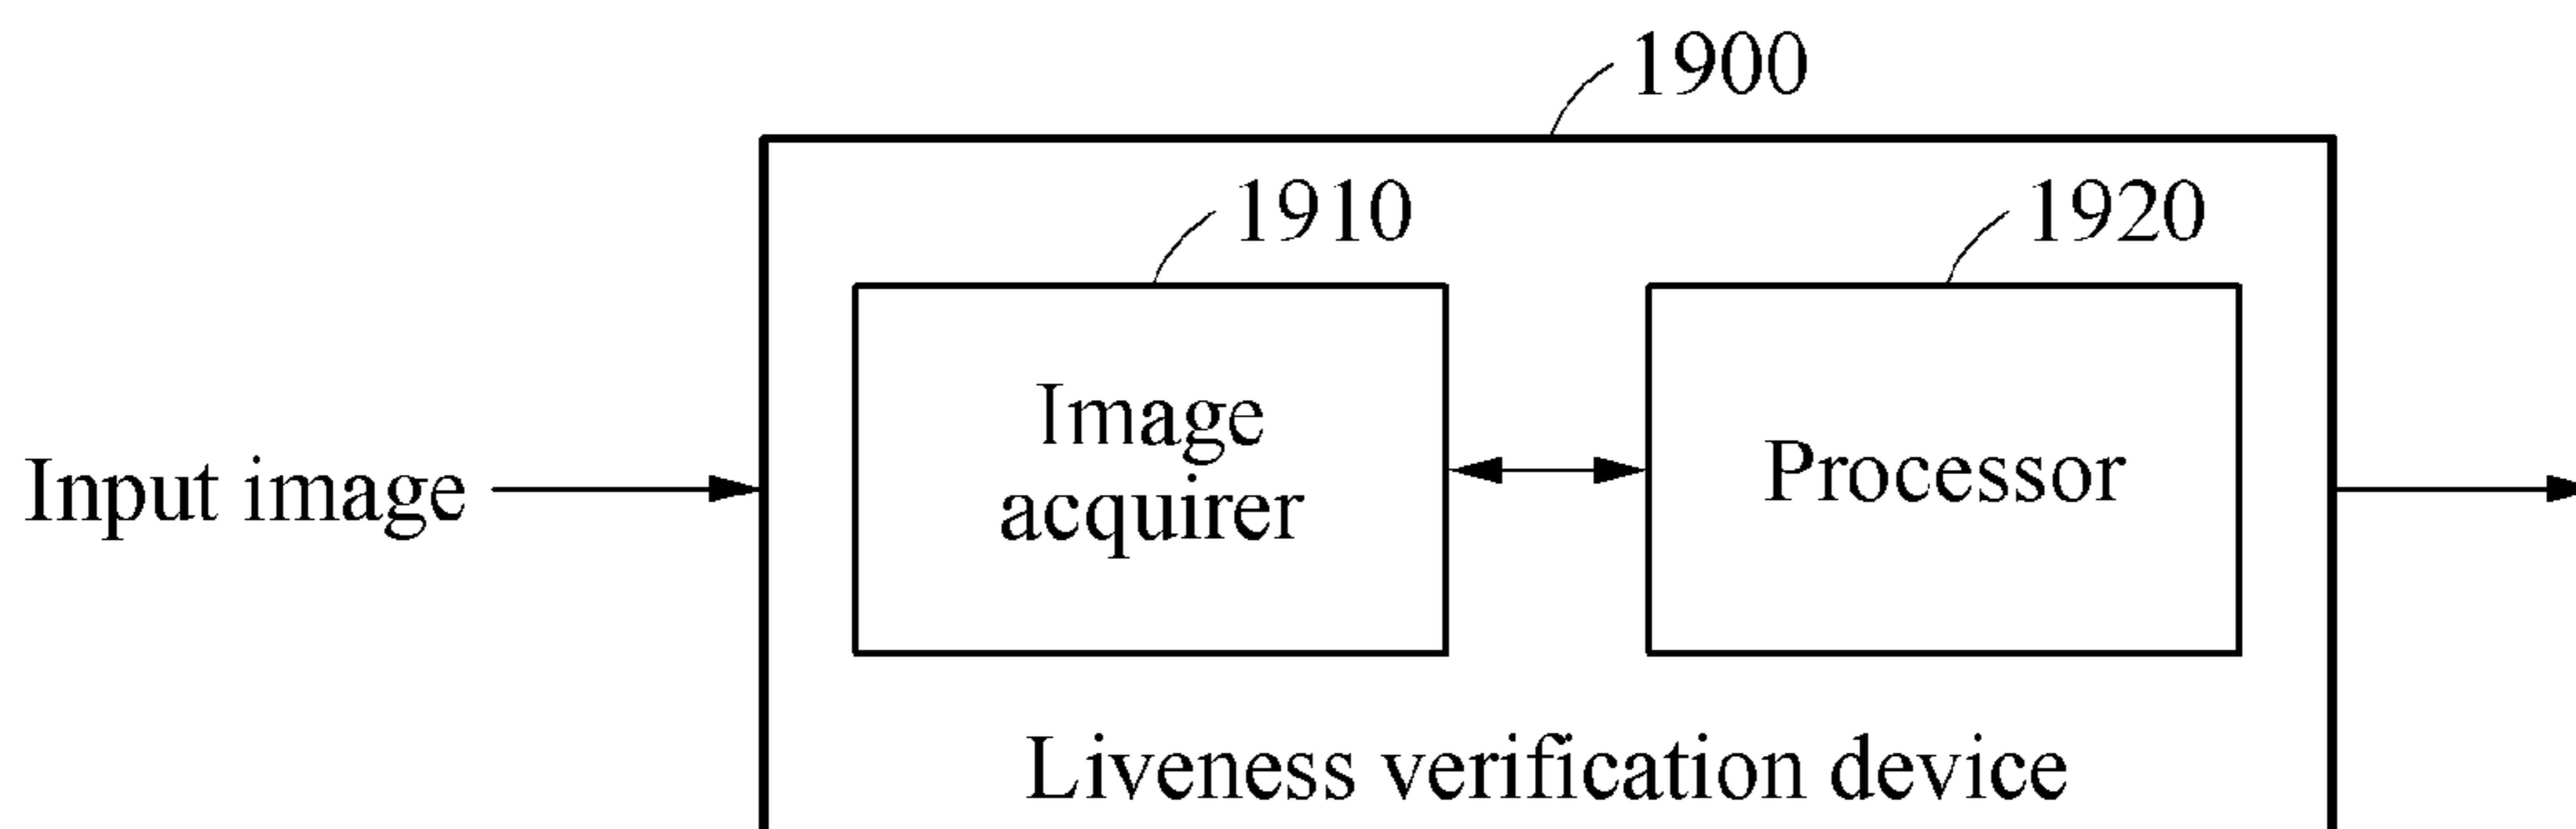 1900
1910
1920
Image
acquirer
Processor
Input image
Liveness verification device